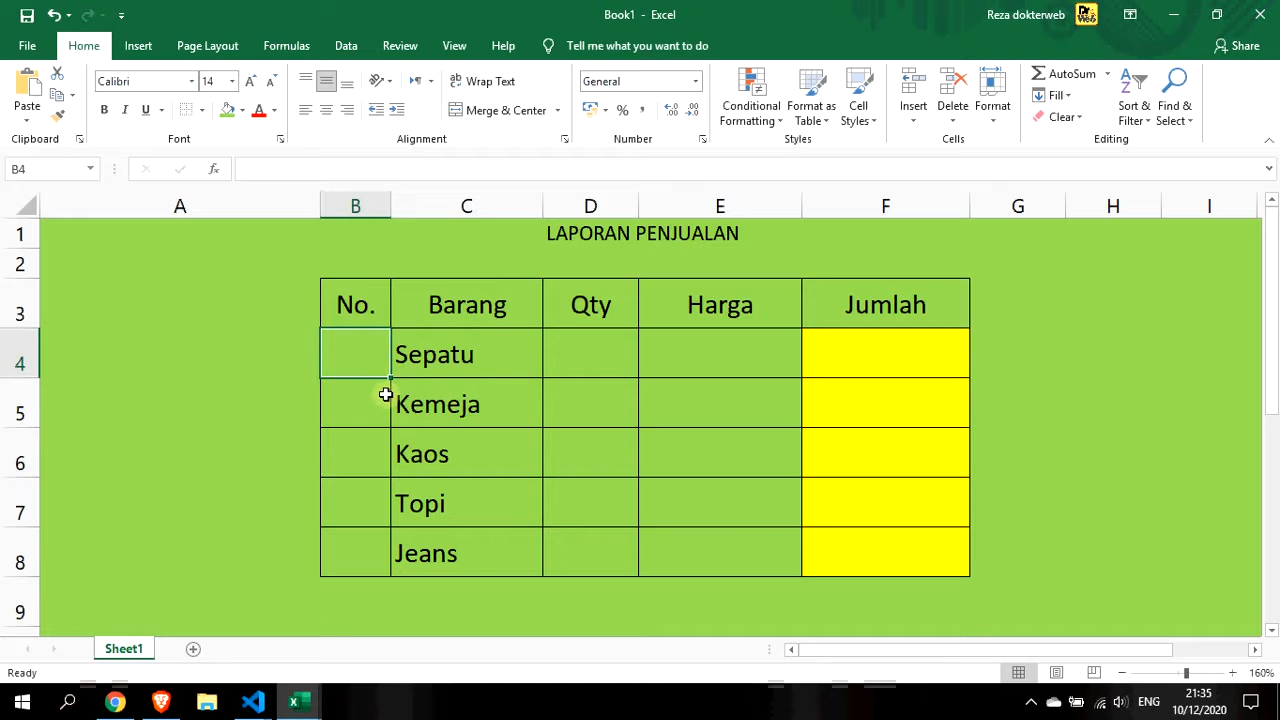 Book1 - Excel
Reza dokterweb
File Home Insert Page Layout Formulas Data Review View Help Tell me what you want to do Share
Paste
Calibri 14
Wrap Text
Merge & Center
General
Conditional Formatting
Format as Table
Cell Styles
Insert Delete Format
AutoSum
Fill
Clear
Sort & Filter
Find & Select
Clipboard Font Alignment Number Styles Cells Editing
B4 fx
A B C D E F G H I
1 LAPORAN PENJUALAN
2
3 No. Barang Qty Harga Jumlah
4 Sepatu
5 Kemeja
6 Kaos
7 Topi
8 Jeans
9
Sheet1
Ready 160%
ENG 21:35
10/12/2020